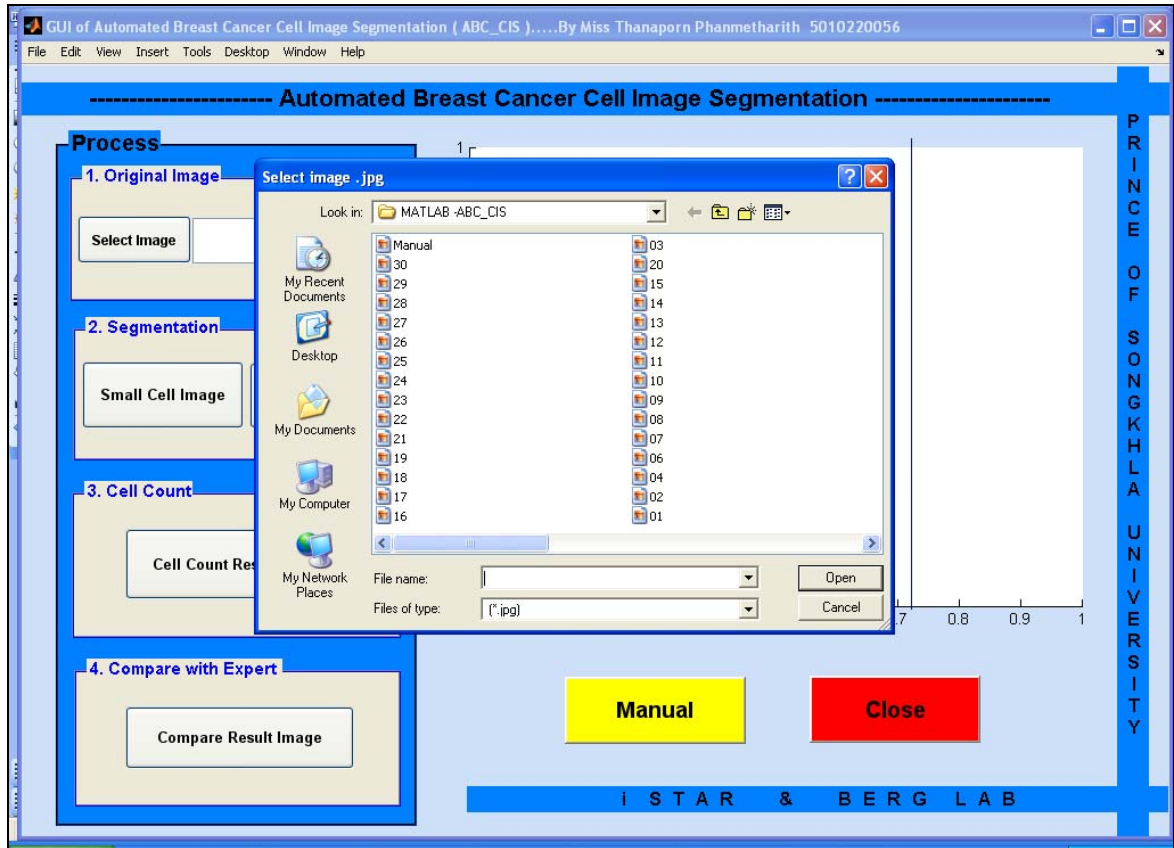 GUI of Automated Breast Cancer Cell Image Segmentation ( ABC_CIS ).....By Miss Thanaporn Phanmetharith 5010220056
File Edit View Insert Tools Desktop Window Help
---------------------- Automated Breast Cancer Cell Image Segmentation ----------------------
Process
1. Original Image
Select Image
2. Segmentation
Small Cell Image
3. Cell Count
Cell Count Res
4. Compare with Expert
Compare Result Image
1
Select image .jpg
Look in: MATLAB -ABC_CIS
My Recent Documents
Desktop
My Documents
My Computer
My Network Places
Manual
30
29
28
27
26
25
24
23
22
21
19
18
17
16
03
20
15
14
13
12
11
10
09
08
07
06
04
02
01
File name:
Open
Files of type: (*.jpg)
Cancel
.7 0.8 0.9 1
Manual
Close
i STAR & BERG LAB
PRINCE OF SONGKHLA UNIVERSITY